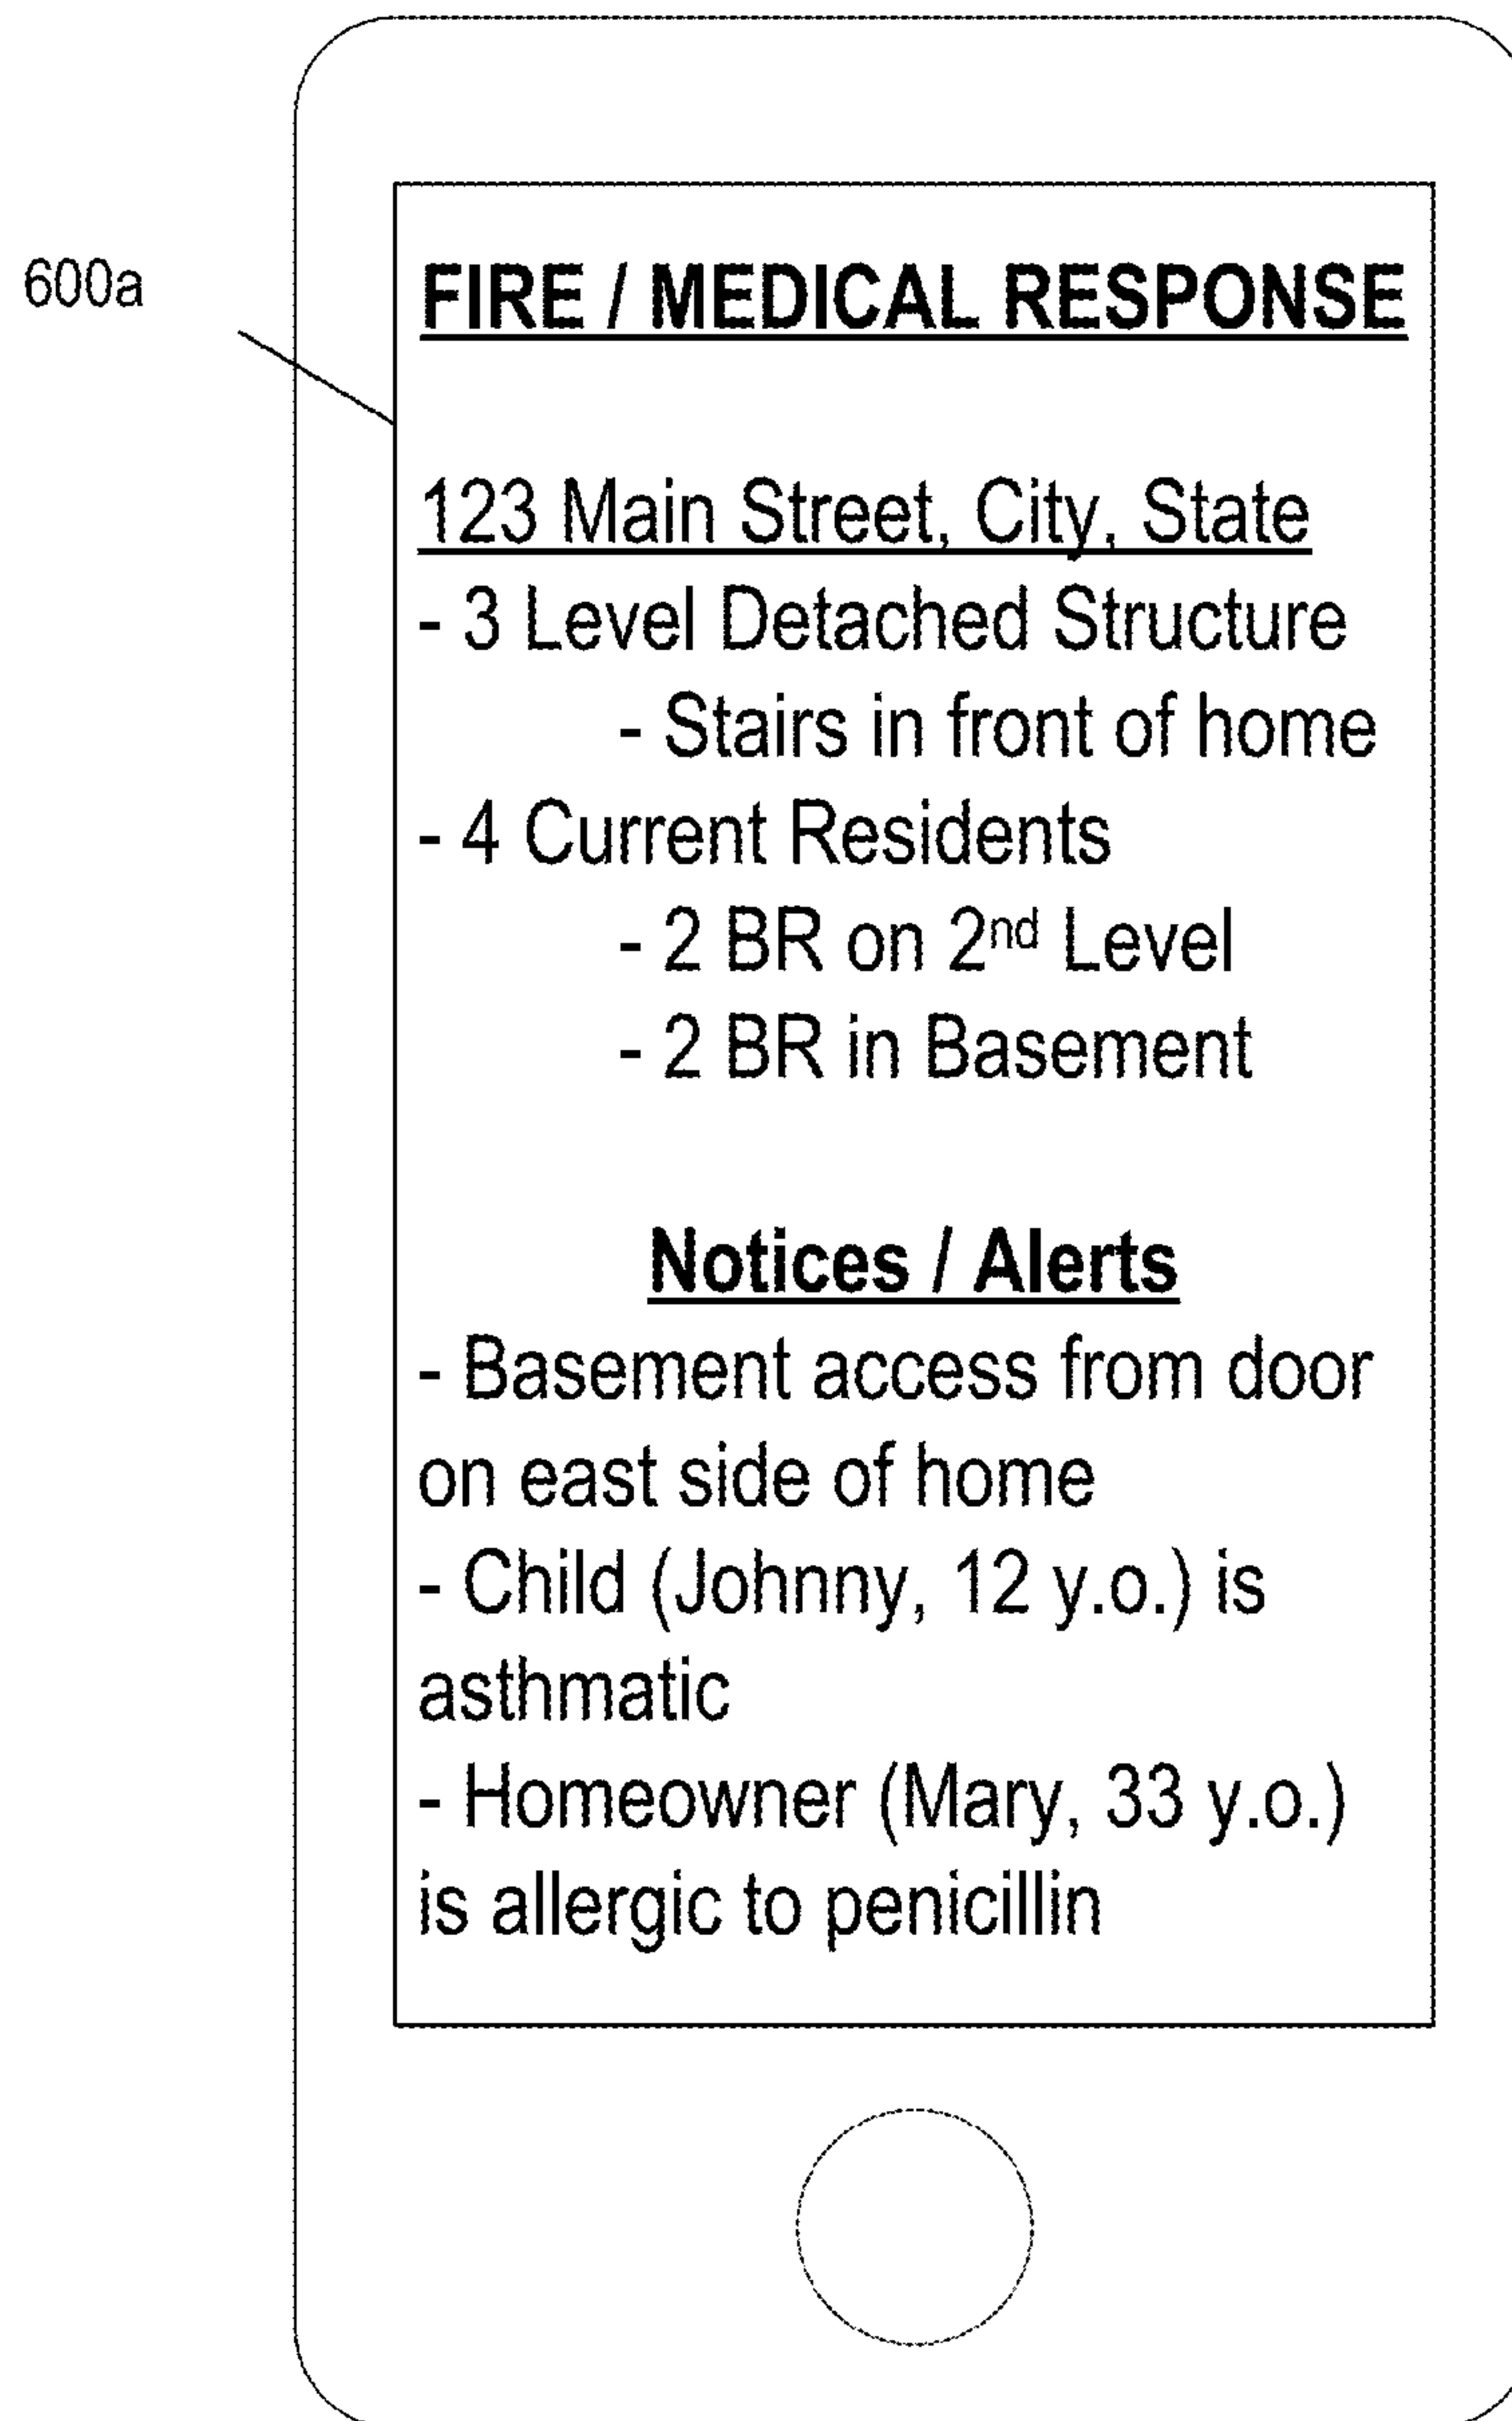 600a
FIRE / MEDICAL RESPONSE
123 Main Street, City, State
- 3 Level Detached Structure
- Stairs in front of home
- 4 Current Residents
- 2 BR on 2nd Level
- 2 BR in Basement
Notices / Alerts
- Basement access from door
on east side of home
- Child (Johnny, 12 y.o.) is
asthmatic
- Homeowner (Mary, 33 y.o.)
is allergic to penicillin